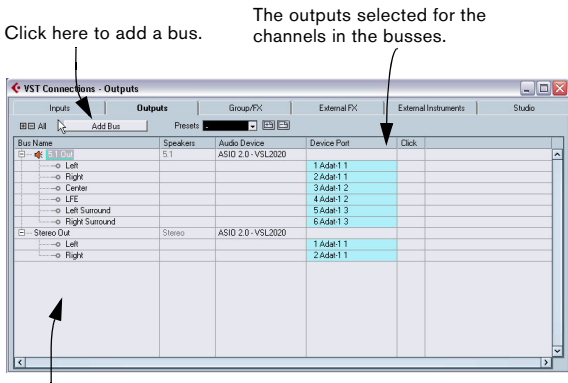 The outputs selected for the
channels in the busses.
Click here to add a bus.
VST Connections - Outputs
Inputs Outputs Group/FX External FX External Instruments Studio
All Add Bus Presets -
Bus Name Speakers Audio Device Device Port Click
5.1 Out 5.1 ASIO 2.0 - VSL2020
Left 1 Adat-1 1
Right 2 Adat-1 1
Center 3 Adat-1 2
LFE 4 Adat-1 2
Left Surround 5 Adat-1 3
Right Surround 6 Adat-1 3
Stereo Out Stereo ASIO 2.0 - VSL2020
Left 1 Adat-1 1
Right 2 Adat-1 1